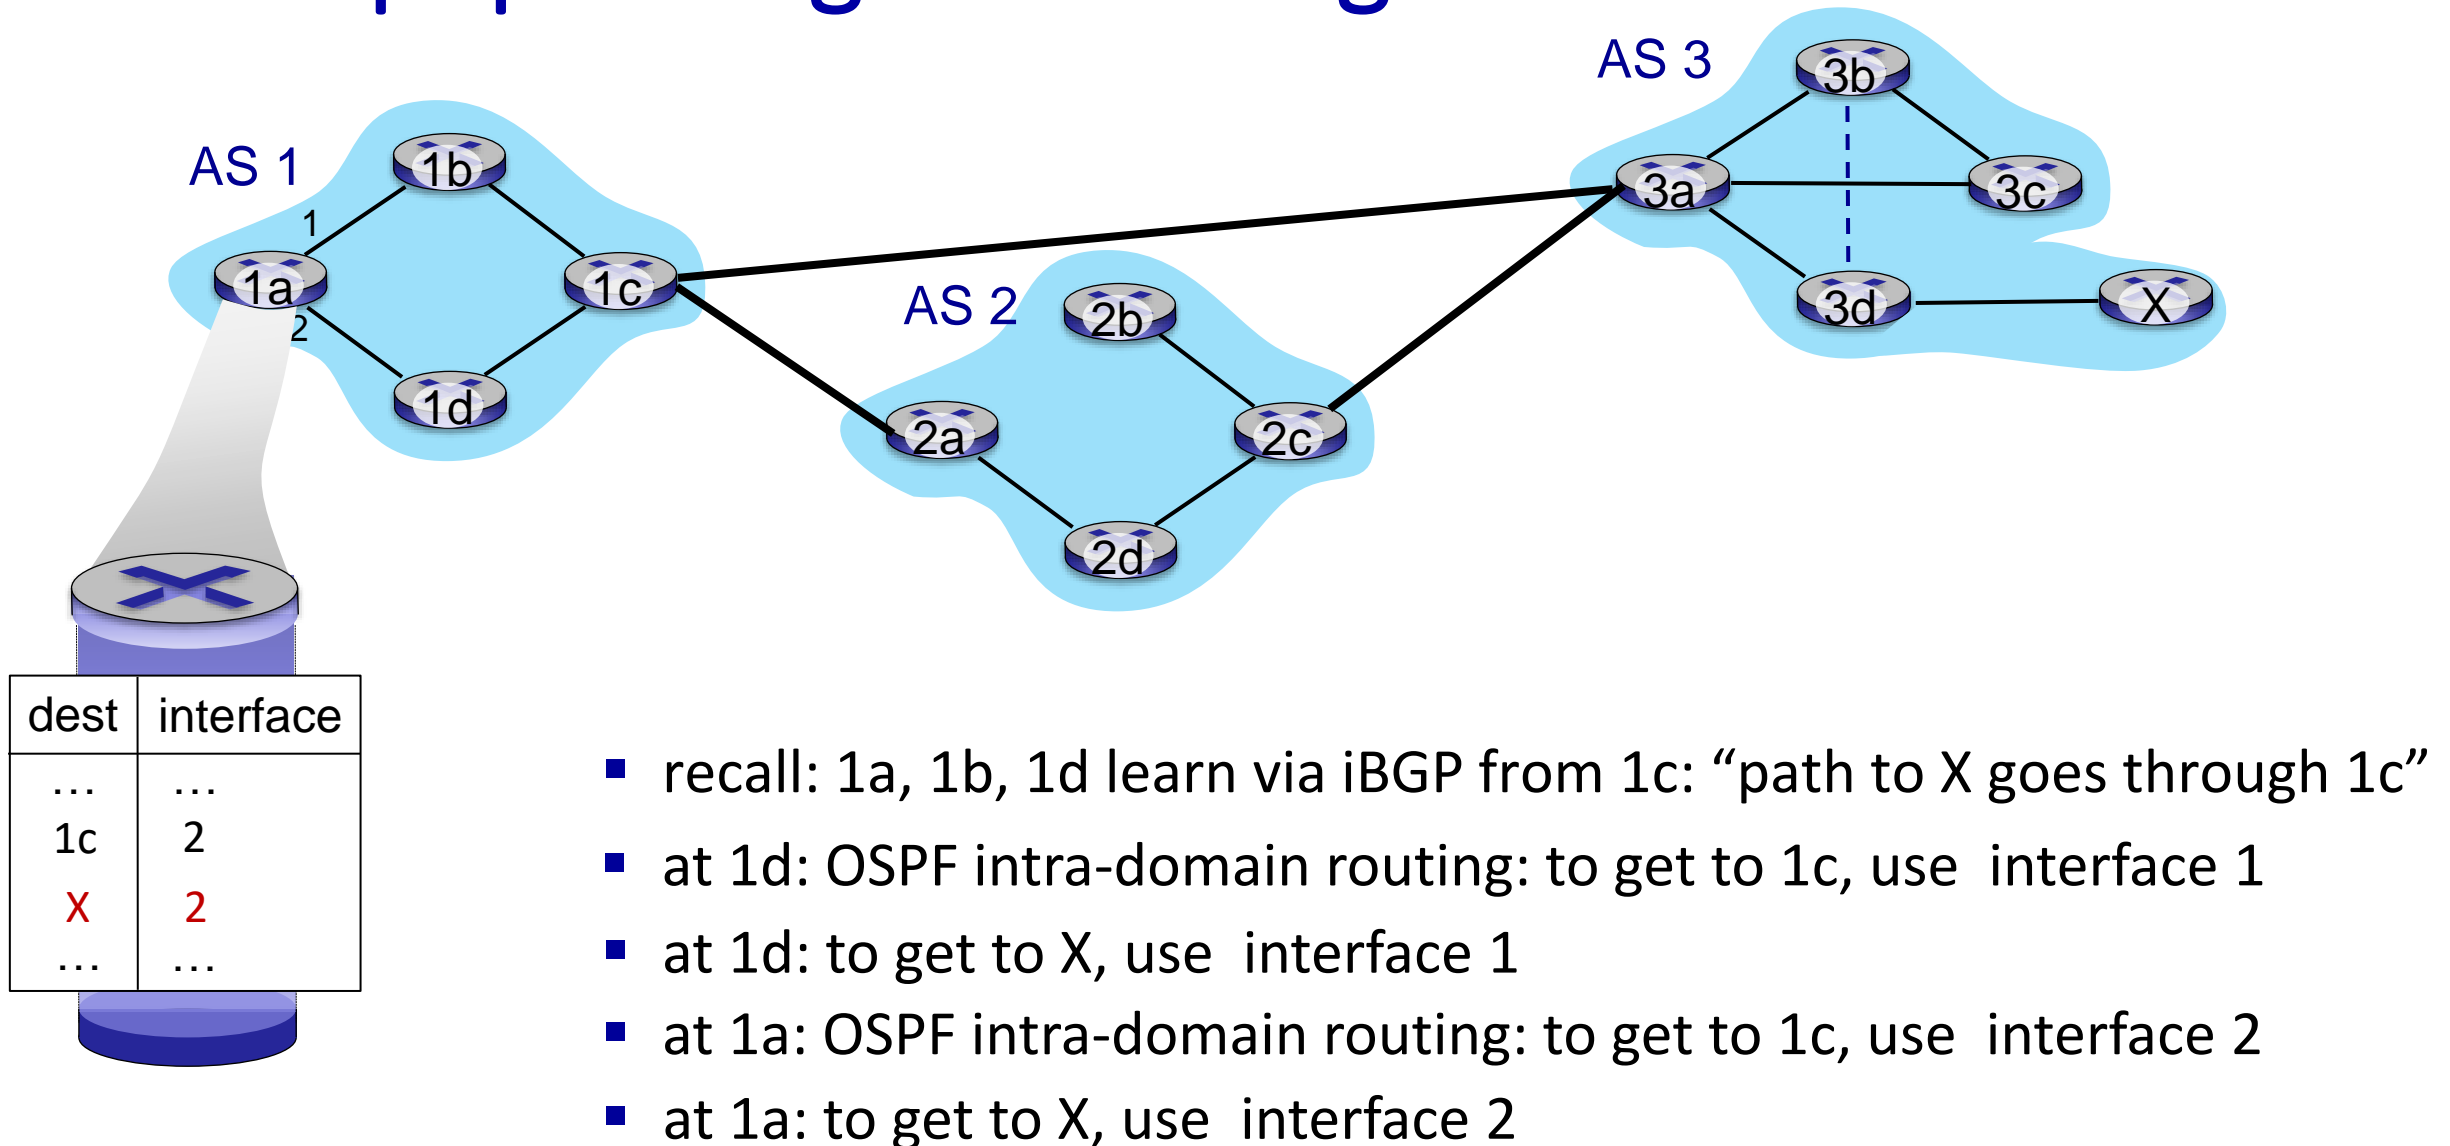 AS 3
3b
AS 1
1b
3a
3c
1
1a
1c
AS 2
2b
3d
X
2
1d
2a
2c
2d
dest interface
… …
1c 2
X 2
… …
recall: 1a, 1b, 1d learn via iBGP from 1c: “path to X goes through 1c”
at 1d: OSPF intra-domain routing: to get to 1c, use interface 1
at 1d: to get to X, use interface 1
at 1a: OSPF intra-domain routing: to get to 1c, use interface 2
at 1a: to get to X, use interface 2